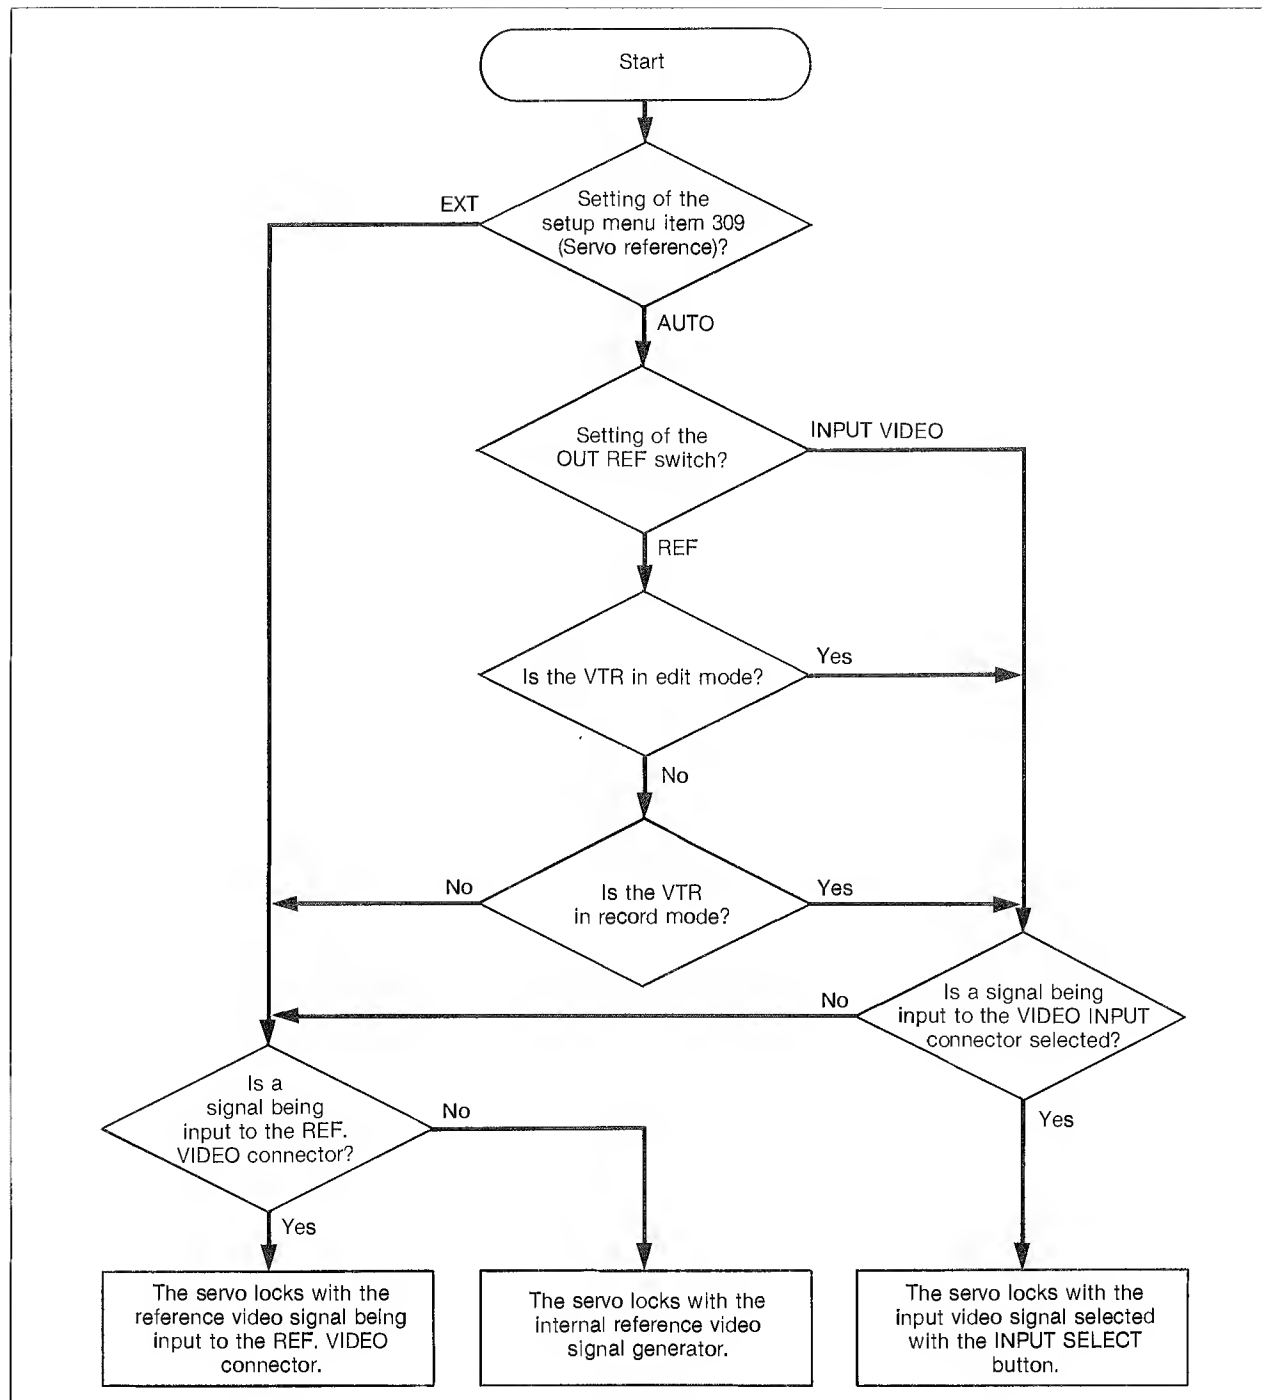 Start
EXT
Setting of the
setup menu item 309
(Servo reference)?
AUTO
Setting of the
OUT REF switch?
INPUT VIDEO
REF
Is the VTR in edit mode?
Yes
No
No
Is the VTR
in record mode?
Yes
No
Is a signal being
input to the VIDEO INPUT
connector selected?
Is a
signal being
input to the REF.
VIDEO connector?
No
Yes
Yes
The servo locks with the
reference video signal being
input to the REF. VIDEO
connector.
The servo locks with the
internal reference video
signal generator.
The servo locks with the
input video signal selected
with the INPUT SELECT
button.